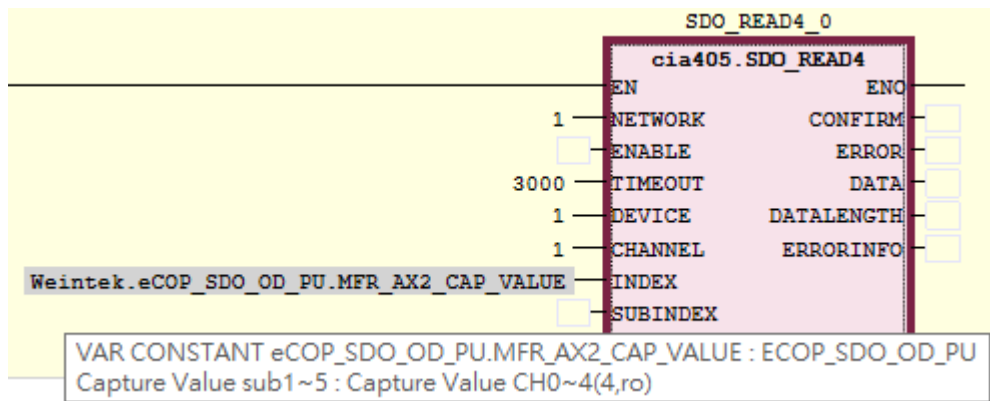 SDO_READ4_0
cia405.SDO_READ4
EN ENO
1 NETWORK CONFIRM
ENABLE ERROR
3000 TIMEOUT DATA
1 DEVICE DATALENGTH
1 CHANNEL ERRORINFO
Weintek.eCOP_SDO_OD_PU.MFR_AX2_CAP_VALUE INDEX
SUBINDEX
VAR CONSTANT eCOP_SDO_OD_PU.MFR_AX2_CAP_VALUE : ECOP_SDO_OD_PU
Capture Value sub1~5 : Capture Value CH0~4(4,ro)